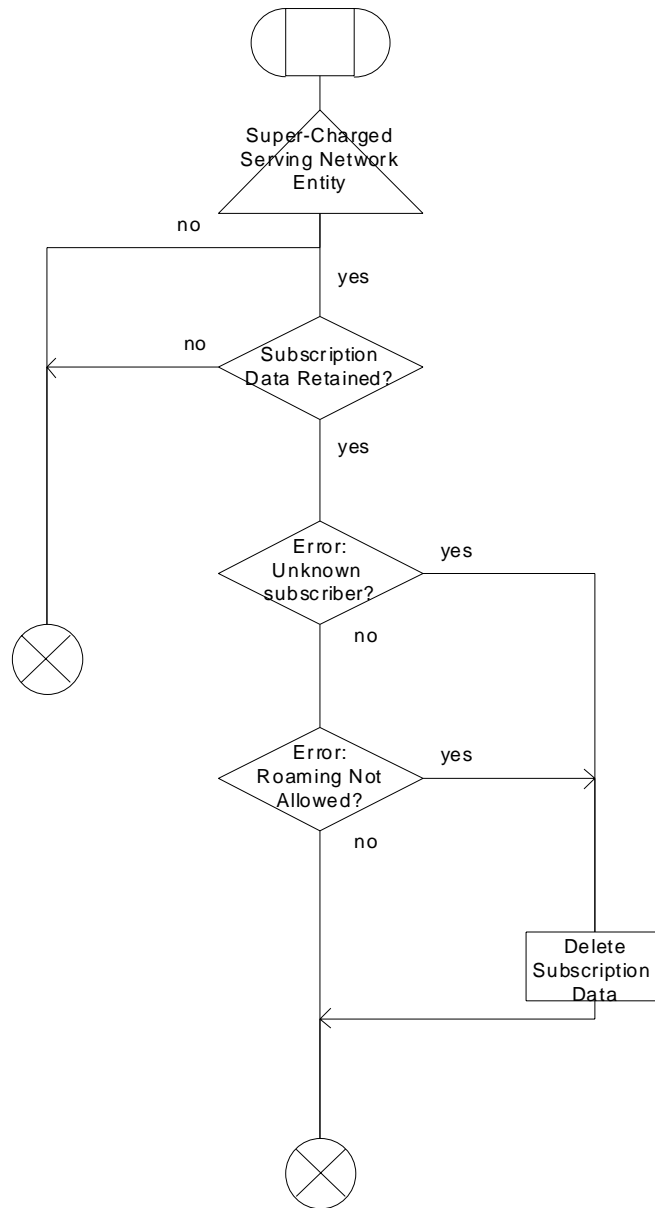 Super-Charged
Serving Network
Entity
no
yes
no
Subscription
Data Retained?
yes
Error:
Unknown
subscriber?
yes
no
Error:
Roaming Not
Allowed?
yes
no
Delete
Subscription
Data